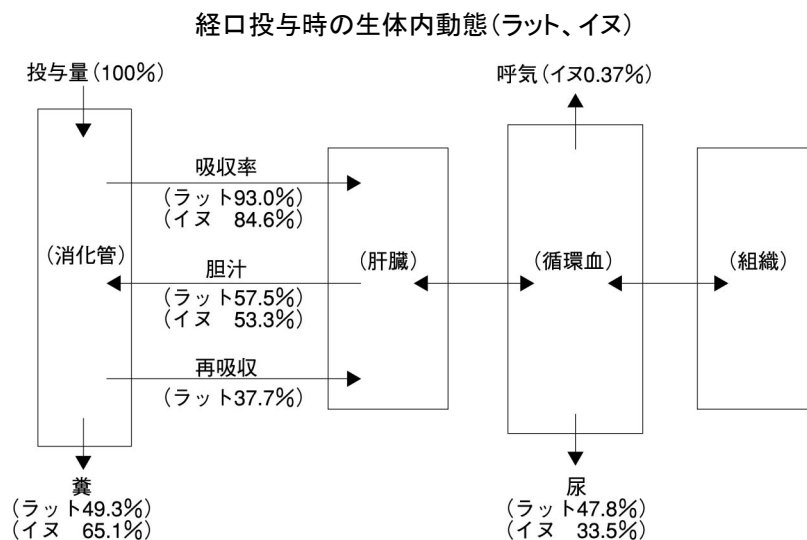 経口投与時の生体内動態(ラット、イヌ)
投与量(100%)
呼気(イヌ0.37%)
吸収率
(ラット93.0%)
(イヌ 84.6%)
(消化管)
胆汁
(肝臓)
(循環血)
(組織)
(ラット57.5%)
(イヌ 53.3%)
再吸収
(ラット37.7%)
糞
(ラット49.3%)
(イヌ 65.1%)
尿
(ラット47.8%)
(イヌ 33.5%)